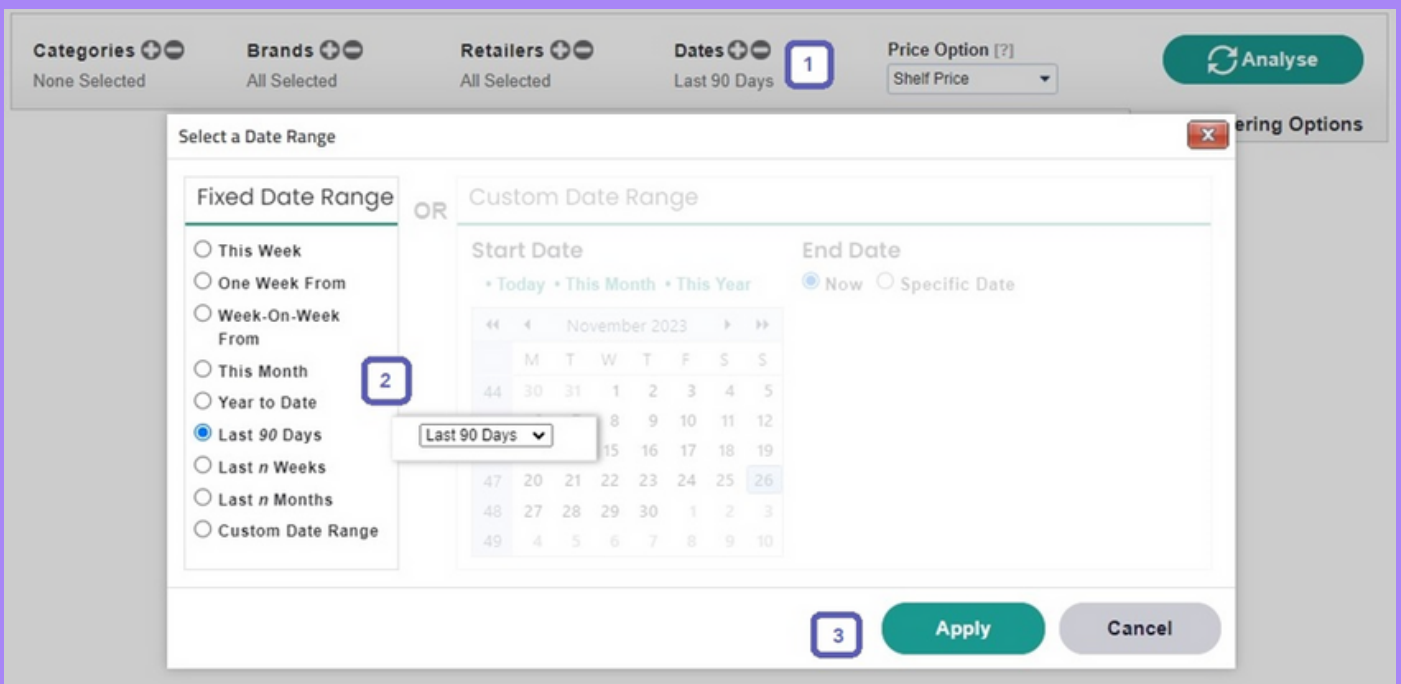 Categories Brands Retailers Dates 1 Price Option [?] Analyse
None Selected All Selected All Selected Last 90 Days Shelf Price
ering Options
Select a Date Range x
Fixed Date Range OR Custom Date Range
This Week
One Week From
Week-On-Week
From
This Month
Year to Date
Last 90 Days
Last n Weeks
Last n Months
Custom Date Range
2
Last 90 Days
Start Date End Date
• Today • This Month • This Year Now Specific Date
November 2023
M T W T F S S
44 30 31 1 2 3 4 5
8 9 10 11 12
15 16 17 18 19
47 20 21 22 23 24 25 26
48 27 28 29 30 1 2 3
49 4 5 6 7 8 9 10
3 Apply Cancel